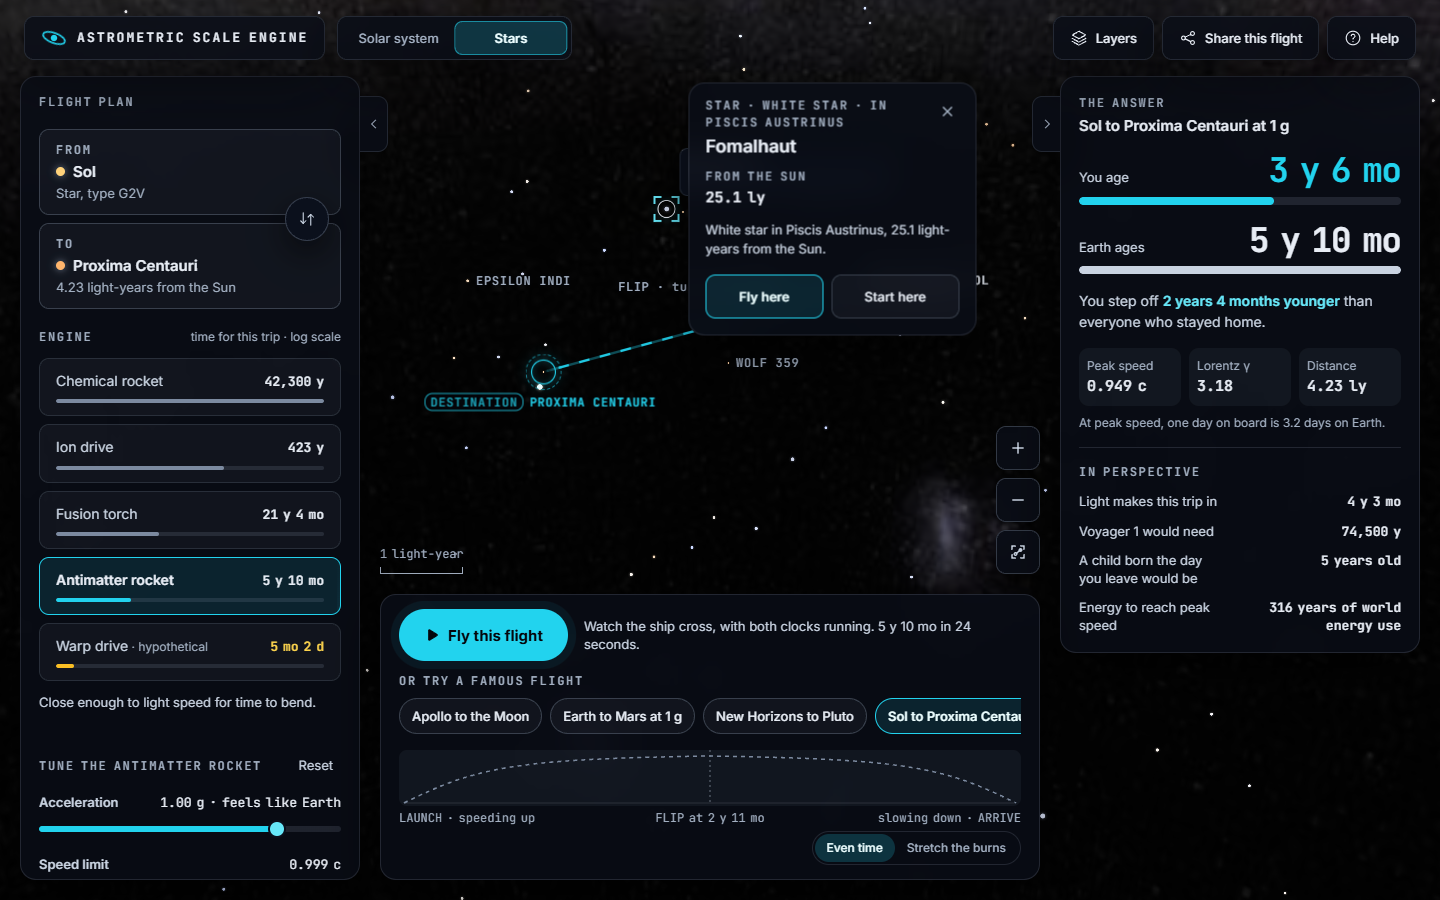 ASTROMETRIC SCALE ENGINE
Solar system
Stars
Layers
Share this flight
Help
FLIGHT PLAN
FROM
Sol
Star, type G2V
TO
Proxima Centauri
4.23 light-years from the Sun
ENGINE
time for this trip · log scale
Chemical rocket
42,300 y
Ion drive
423 y
Fusion torch
21 y 4 mo
Antimatter rocket
5 y 10 mo
Warp drive · hypothetical
5 mo 2 d
Close enough to light speed for time to bend.
TUNE THE ANTIMATTER ROCKET
Reset
Acceleration
1.00 g · feels like Earth
Speed limit
0.999 c
STAR · WHITE STAR · IN
PISCIS AUSTRINUS
Fomalhaut
FROM THE SUN
25.1 ly
White star in Piscis Austrinus, 25.1 light-
years from the Sun.
Fly here
Start here
EPSILON INDI
FLIP · tu
OL
WOLF 359
DESTINATION PROXIMA CENTAURI
1 light-year
Fly this flight
Watch the ship cross, with both clocks running. 5 y 10 mo in 24
seconds.
OR TRY A FAMOUS FLIGHT
Apollo to the Moon
Earth to Mars at 1 g
New Horizons to Pluto
Sol to Proxima Centau
LAUNCH · speeding up
FLIP at 2 y 11 mo
slowing down · ARRIVE
Even time
Stretch the burns
THE ANSWER
Sol to Proxima Centauri at 1 g
You age
3 y 6 mo
Earth ages
5 y 10 mo
You step off 2 years 4 months younger than
everyone who stayed home.
Peak speed
0.949 c
Lorentz γ
3.18
Distance
4.23 ly
At peak speed, one day on board is 3.2 days on Earth.
IN PERSPECTIVE
Light makes this trip in
4 y 3 mo
Voyager 1 would need
74,500 y
A child born the day
you leave would be
5 years old
Energy to reach peak
speed
316 years of world
energy use